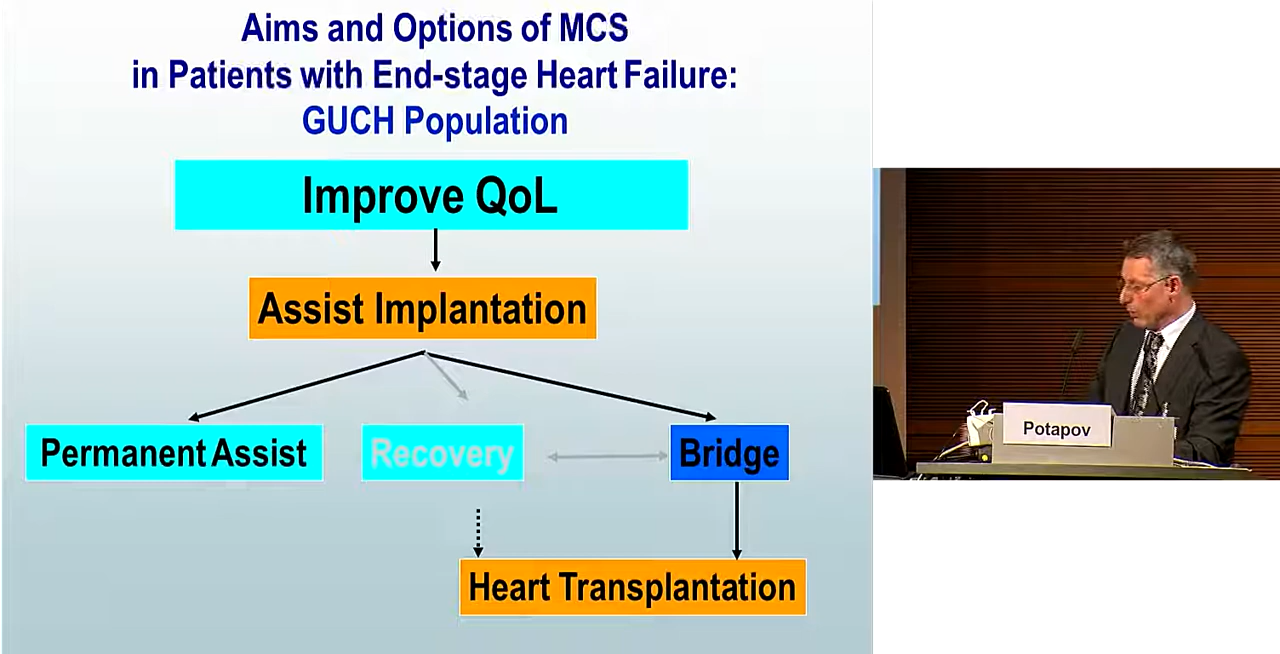 Aims and Options of MCS
in Patients with End-stage Heart Failure:
GUCH Population
Improve QoL
Assist Implantation
Permanent Assist
Recovery
Bridge
Heart Transplantation
Potapov